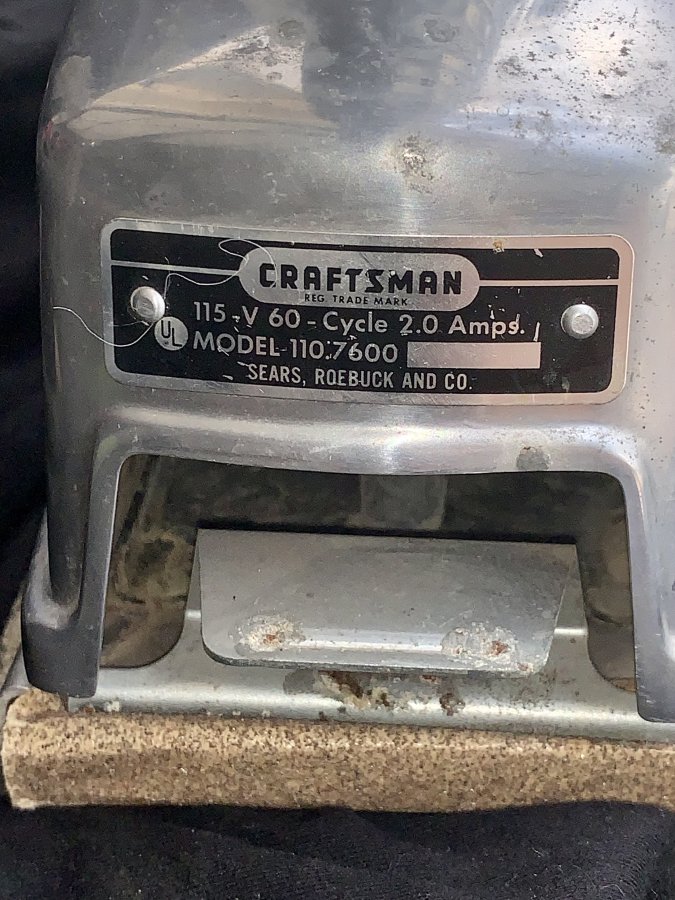 CRAFTSMAN
REG. TRADE MARK
115-V 60-Cycle 2.0 Amps.
UL MODEL 110.7600
SEARS, ROEBUCK AND CO.